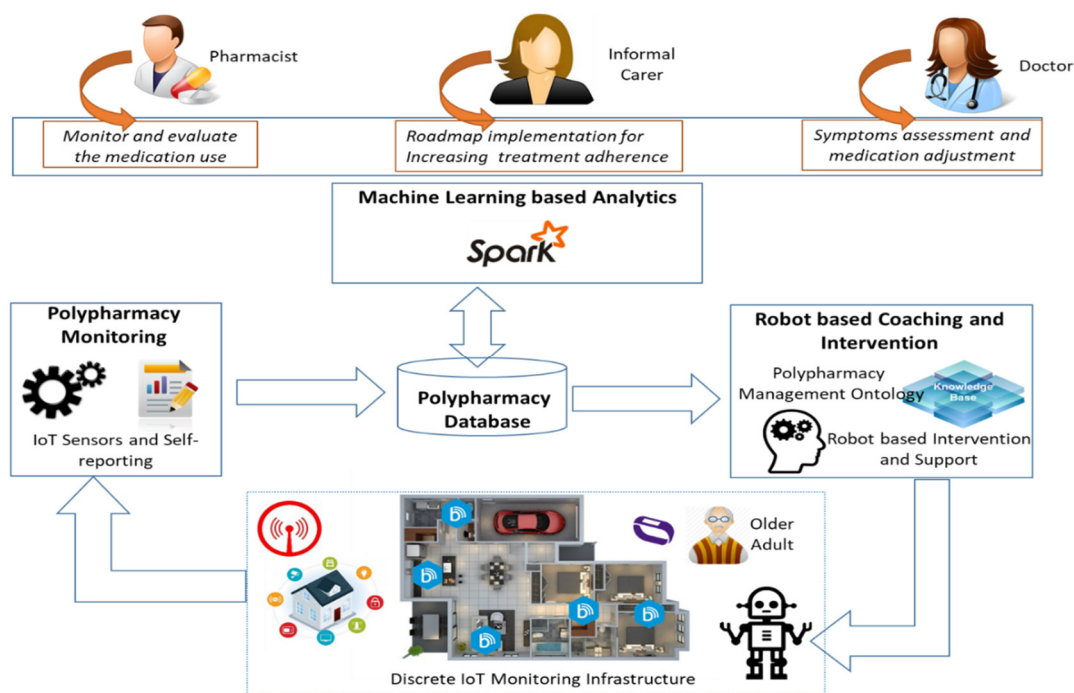 Pharmacist
Informal
Carer
Doctor
Monitor and evaluate
the medication use
Roadmap implementation for
Increasing treatment adherence
Symptoms assessment and
medication adjustment
Machine Learning based Analytics
Spark
Polypharmacy
Monitoring
IoT Sensors and Self-
reporting
Polypharmacy
Database
Robot based Coaching and
Intervention
Polypharmacy
Management Ontology
Knowledge
Base
Robot based Intervention
and Support
Older
Adult
b
b
b
b
b
Discrete IoT Monitoring Infrastructure